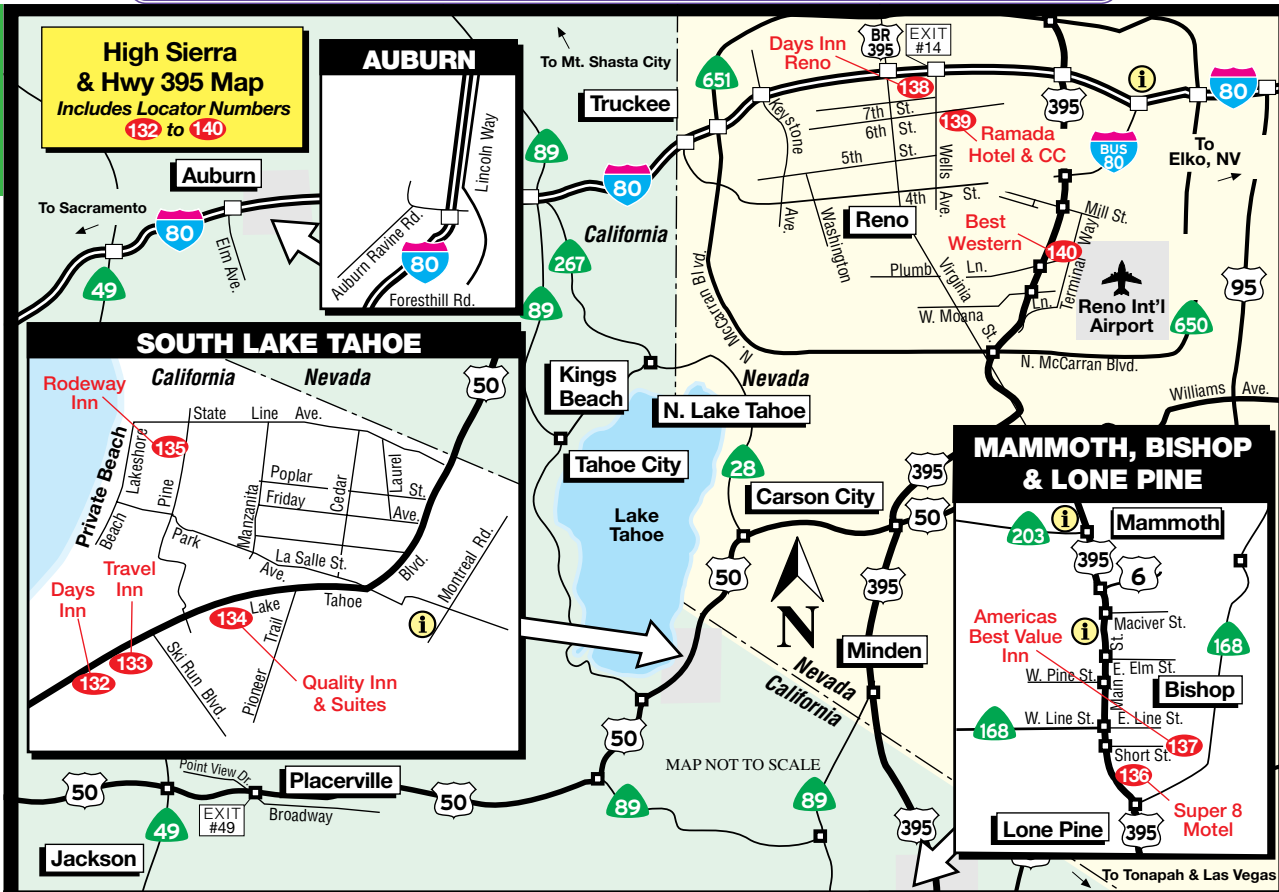 High Sierra
& Hwy 395 Map
Includes Locator Numbers
132 to 140
AUBURN
Lincoln Way
Auburn Ravine Rd.
80
Foresthill Rd.
To Mt. Shasta City
Truckee
Auburn
To Sacramento
80
49
Elm Ave.
89
80
California
267
89
651
Days Inn
Reno
BR
395
EXIT
#14
138
139
Ramada
Hotel & CC
395
i
80
BUS
80
To
Elko, NV
Keystone
Ave.
7th St.
6th St.
5th St.
4th St.
Wells
Ave.
Washington
Reno
Best
Western
140
Mill St.
Terminal Way
Plumb Ln.
Virginia
St.
W. Moana Ln.
Reno Int'l
Airport
650
95
N. McCarran Blvd.
N. McCarran Blvd.
Williams Ave.
SOUTH LAKE TAHOE
California
Nevada
50
Rodeway
Inn
135
State Line Ave.
Private Beach
Lakeshore
Beach
Pine
Park
Ave.
Manzanita
Poplar
St.
Friday
Ave.
Cedar
Laurel
La Salle St.
Lake
Tahoe
Blvd.
Montreal Rd.
i
Days
Inn
132
Travel
Inn
133
134
Quality Inn
& Suites
Ski Run Blvd.
Pioneer
Trail
Kings
Beach
N. Lake Tahoe
Nevada
Tahoe City
28
Lake
Tahoe
Carson City
395
50
50
395
N
Minden
Nevada
California
50
MAP NOT TO SCALE
89
89
395
50
Point View Dr.
Placerville
50
EXIT
#49
Broadway
49
Jackson
MAMMOTH, BISHOP
& LONE PINE
203
i
Mammoth
395
6
Americas
Best Value
Inn
i
Maciver St.
168
E. Elm St.
W. Pine St.
Main St.
Bishop
168
W. Line St.
E. Line St.
137
Short St.
136
Super 8
Motel
Lone Pine
395
To Tonapah & Las Vegas